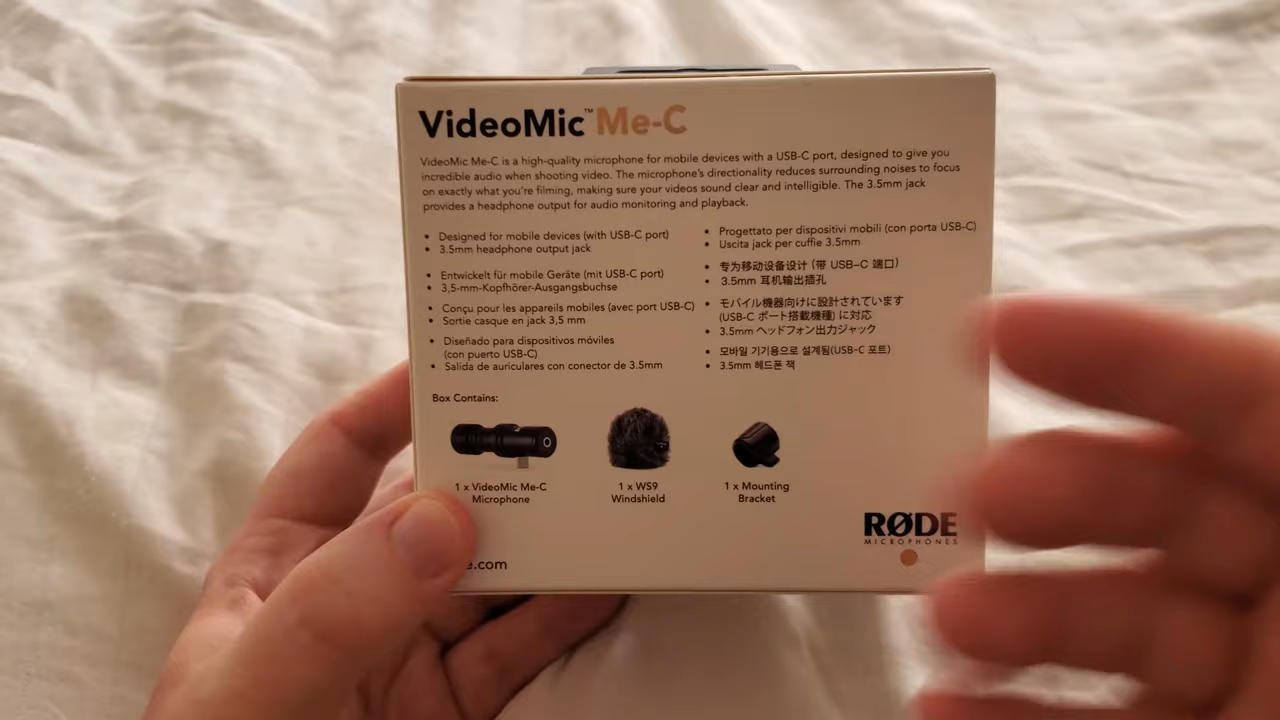 VideoMic™ Me-C
VideoMic Me-C is a high-quality microphone for mobile devices with a USB-C port, designed to give you
incredible audio when shooting video. The microphone's directionality reduces surrounding noises to focus
on exactly what you're filming, making sure your videos sound clear and intelligible. The 3.5mm jack
provides a headphone output for audio monitoring and playback.
• Designed for mobile devices (with USB-C port)
• 3.5mm headphone output jack
• Entwickelt für mobile Geräte (mit USB-C port)
• 3,5-mm-Kopfhörer-Ausgangsbuchse
• Conçu pour les appareils mobiles (avec port USB-C)
• Sortie casque en jack 3,5 mm
• Diseñado para dispositivos móviles
(con puerto USB-C)
• Salida de auriculares con conector de 3.5mm
• Progettato per dispositivi mobili (con porta USB-C)
• Uscita jack per cuffie 3.5mm
• 专为移动设备设计（带 USB-C 端口）
• 3.5mm 耳机输出插孔
• モバイル機器向けに設計されています
(USB-C ポート搭載機種) に対応
• 3.5mm ヘッドフォン出力ジャック
• 모바일 기기용으로 설계됨(USB-C 포트)
• 3.5mm 헤드폰 잭
Box Contains:
1 x VideoMic Me-C
Microphone
1 x WS9
Windshield
1 x Mounting
Bracket
RØDE
MICROPHONES
e.com